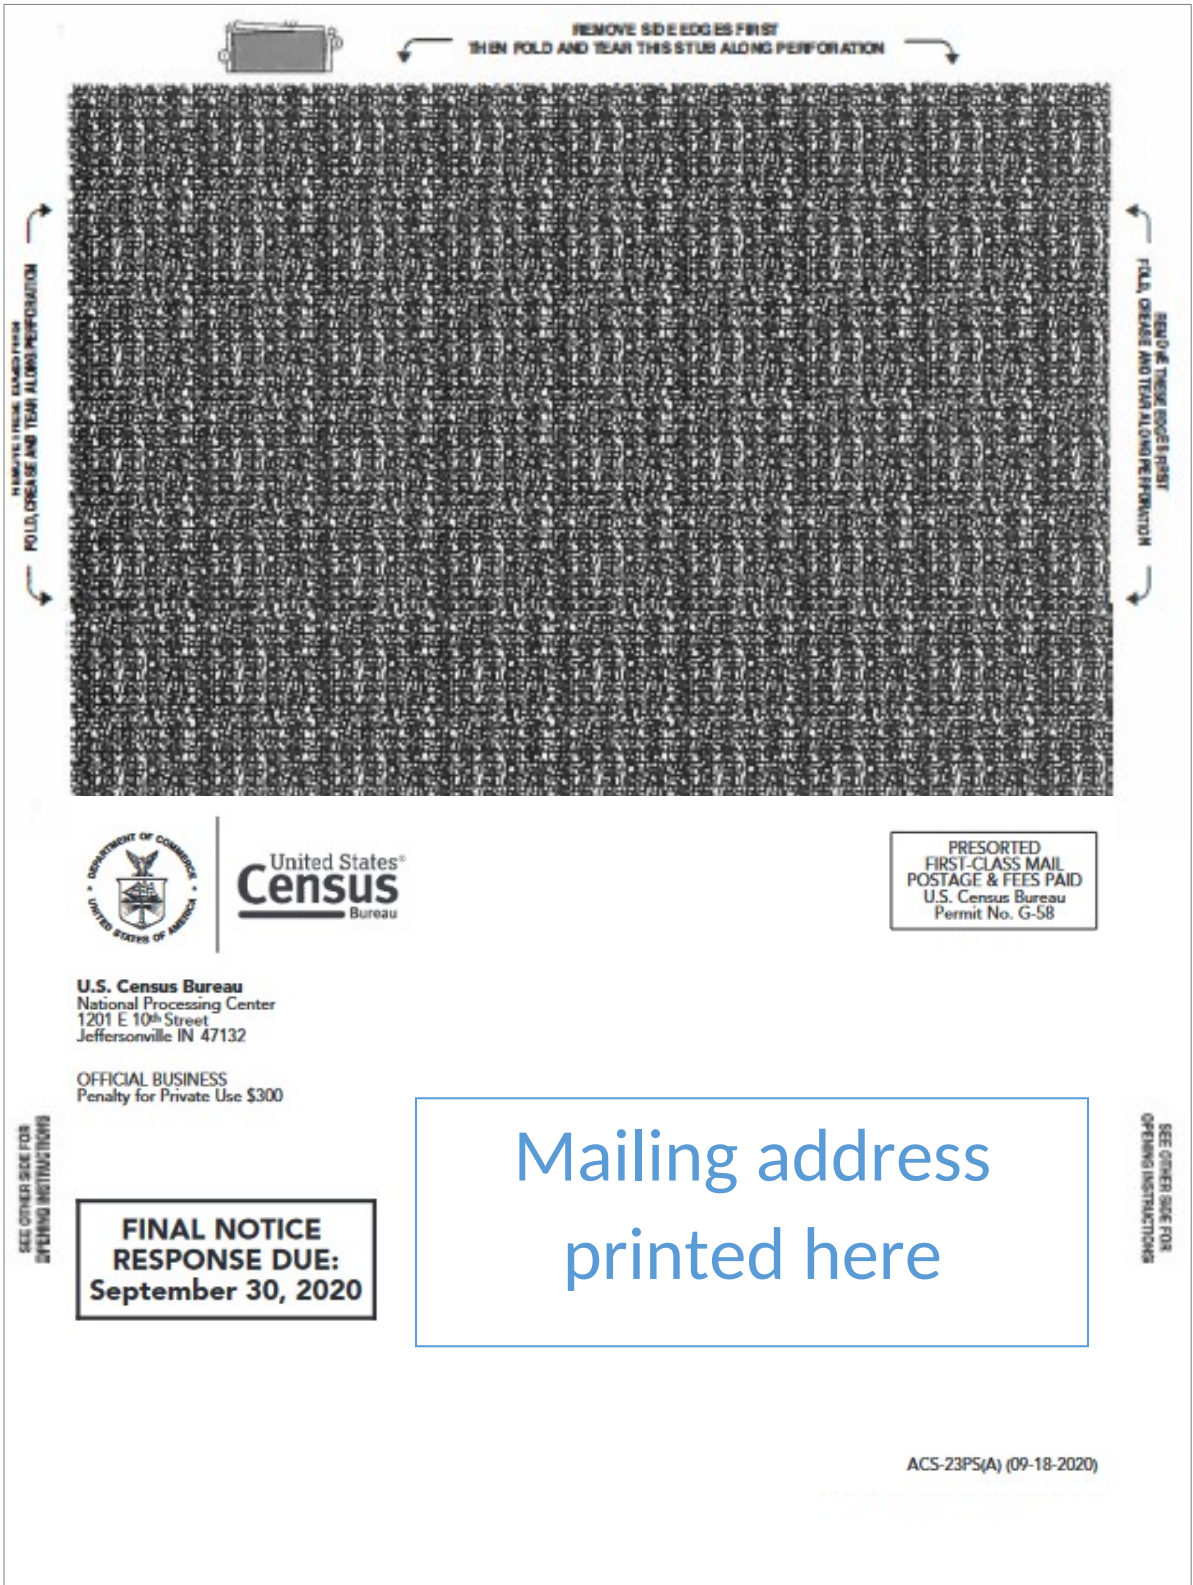 REMOVE SIDE EDGES FIRST
THEN FOLD AND TEAR THIS STUB ALONG PERFORATION
REMOVE THESE EDGES FIRST
FOLD, CREASE AND TEAR ALONG PERFORATION
REMOVE THESE EDGES FIRST
FOLD, CREASE AND TEAR ALONG PERFORATION
DEPARTMENT OF COMMERCE
UNITED STATES OF AMERICA
United States®
Census
Bureau
PRESORTED
FIRST-CLASS MAIL
POSTAGE & FEES PAID
U.S. Census Bureau
Permit No. G-58
U.S. Census Bureau
National Processing Center
1201 E 10th Street
Jeffersonville IN 47132
OFFICIAL BUSINESS
Penalty for Private Use $300
SEE OTHER SIDE FOR
OPENING INSTRUCTIONS
Mailing address
printed here
SEE OTHER SIDE FOR
OPENING INSTRUCTIONS
FINAL NOTICE
RESPONSE DUE:
September 30, 2020
ACS-23PS(A) (09-18-2020)